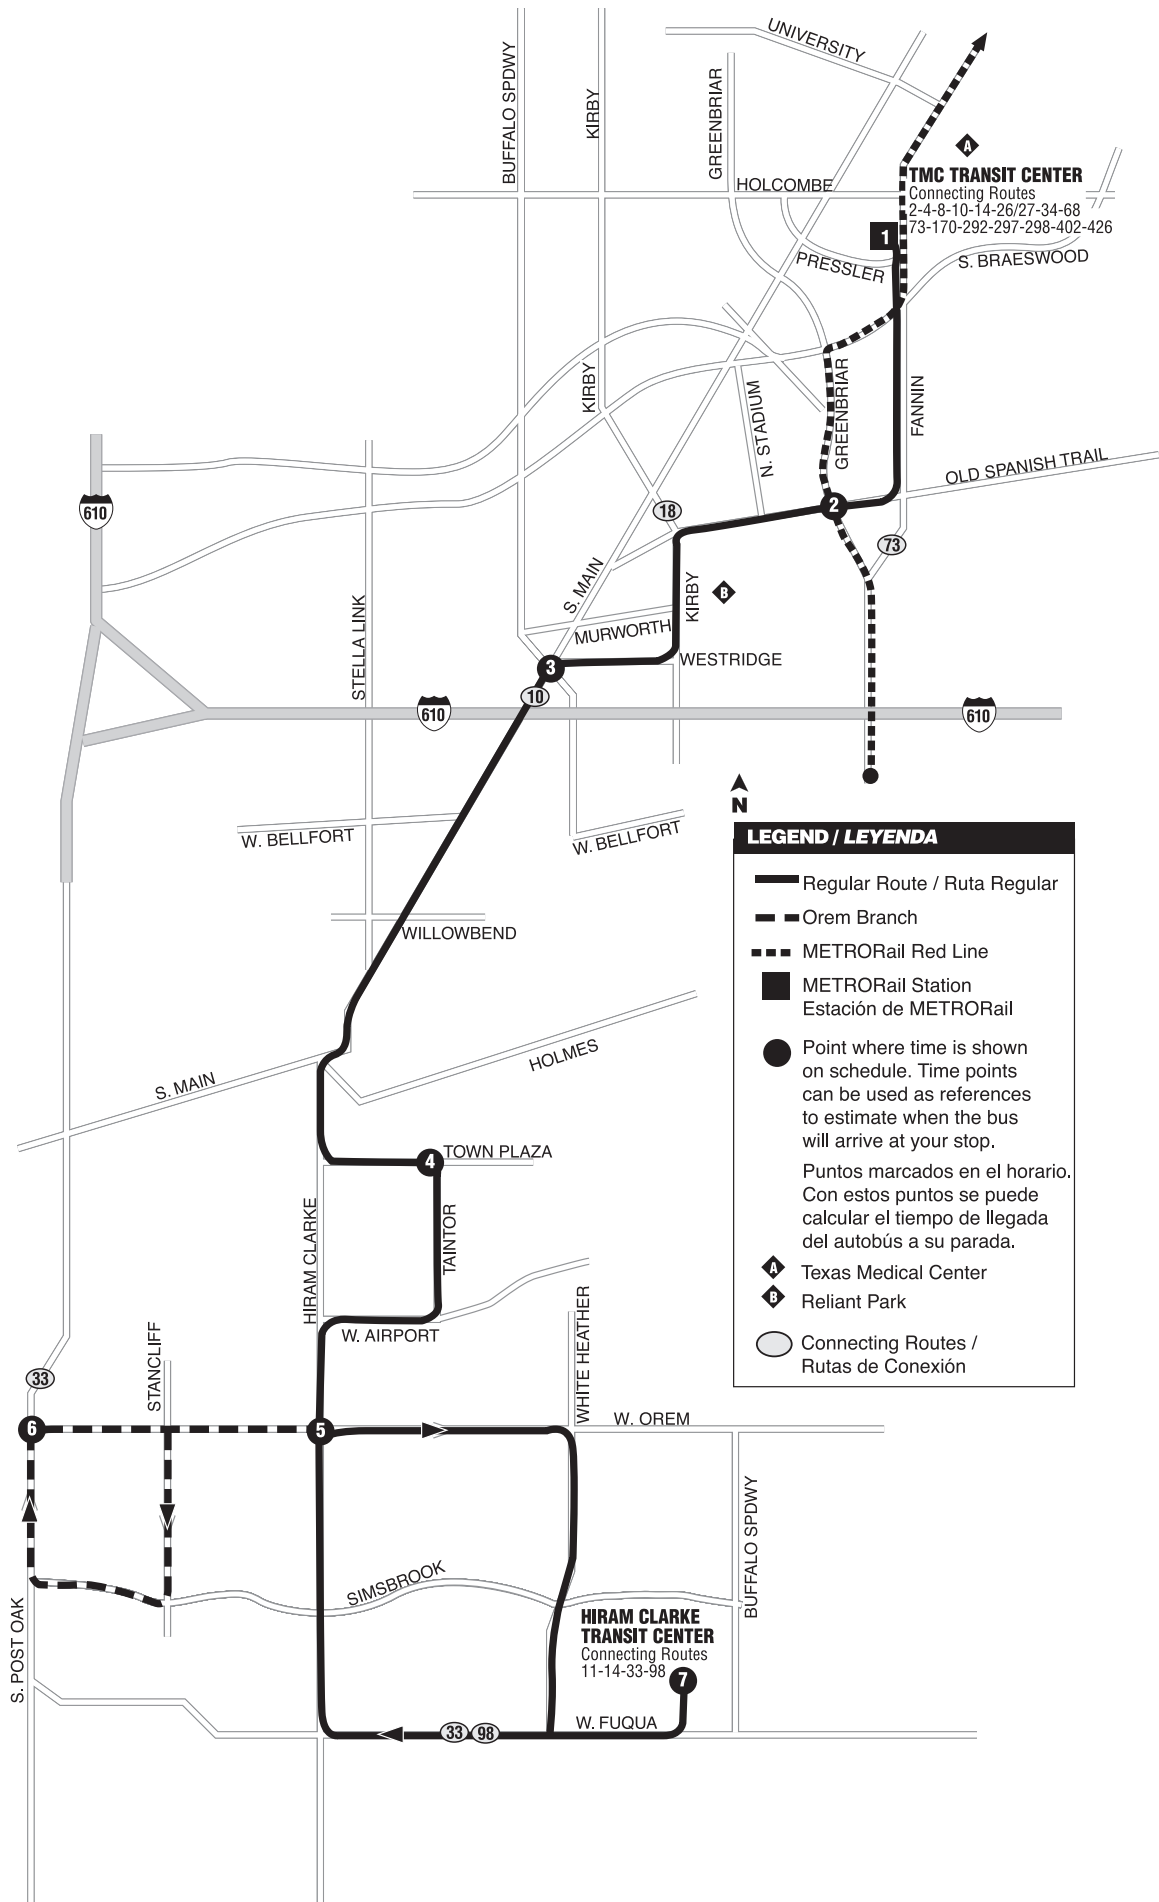 UNIVERSITY
BUFFALO SPDWY
KIRBY
GREENBRIAR
HOLCOMBE
A
TMC TRANSIT CENTER
Connecting Routes
2-4-8-10-14-26/27-34-68
73-170-292-297-298-402-426
1
PRESSLER
S. BRAESWOOD
KIRBY
N. STADIUM
GREENBRIAR
FANNIN
OLD SPANISH TRAIL
610
18
2
73
S. MAIN
KIRBY
B
STELLA LINK
MURWORTH
WESTRIDGE
3
10
610
610
N
W. BELLFORT
W. BELLFORT
WILLOWBEND
LEGEND / LEYENDA
Regular Route / Ruta Regular
Orem Branch
METRORail Red Line
METRORail Station
Estación de METRORail
Point where time is shown
on schedule. Time points
can be used as references
to estimate when the bus
will arrive at your stop.
Puntos marcados en el horario.
Con estos puntos se puede
calcular el tiempo de llegada
del autobús a su parada.
A Texas Medical Center
B Reliant Park
Connecting Routes /
Rutas de Conexión
S. MAIN
HOLMES
4
TOWN PLAZA
HIRAM CLARKE
TAINTOR
W. AIRPORT
WHITE HEATHER
33
STANCLIFF
6
5
W. OREM
BUFFALO SPDWY
SIMSBROOK
S. POST OAK
HIRAM CLARKE
TRANSIT CENTER
Connecting Routes
11-14-33-98
7
W. FUQUA
33
98